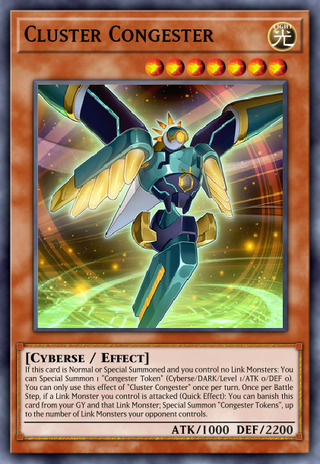 Cluster Congester
LIGHT
光
[Cyberse / Effect]
If this card is Normal or Special Summoned and you control no Link Monsters: You
can Special Summon 1 "Congester Token" (Cyberse/DARK/Level 1/ATK 0/DEF 0).
You can only use this effect of "Cluster Congester" once per turn. Once per Battle
Step, if a Link Monster you control is attacked (Quick Effect): You can banish this
card from your GY and that Link Monster; Special Summon "Congester Tokens", up
to the number of Link Monsters your opponent controls.
ATK/1000 DEF/2200